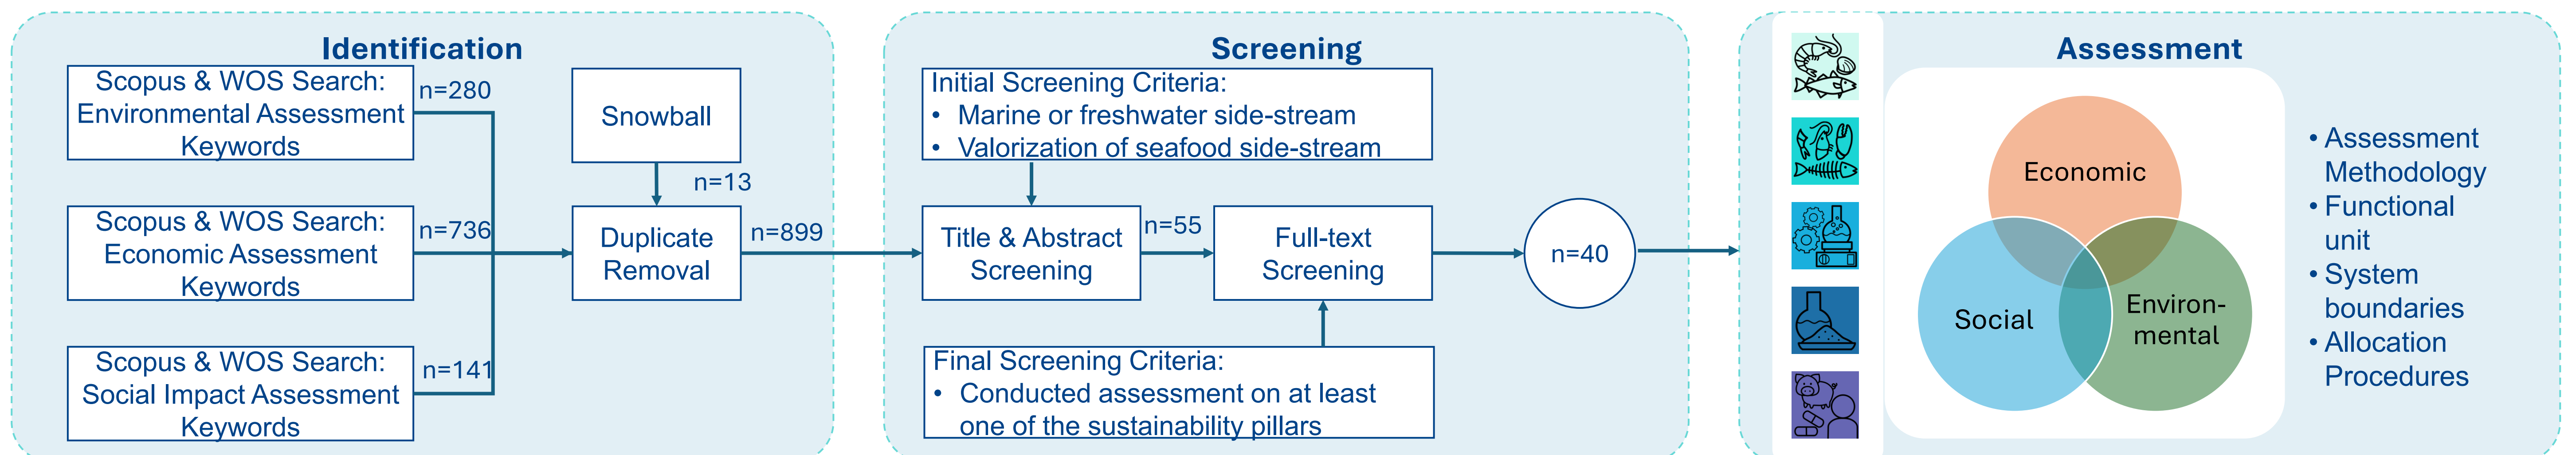 Identification
Scopus & WOS Search:
Environmental Assessment
Keywords
n=280
Scopus & WOS Search:
Economic Assessment
Keywords
n=736
Scopus & WOS Search:
Social Impact Assessment
Keywords
n=141
Snowball
n=13
Duplicate
Removal
n=899
Screening
Initial Screening Criteria:
• Marine or freshwater side-stream
• Valorization of seafood side-stream
Title & Abstract
Screening
n=55
Full-text
Screening
Final Screening Criteria:
• Conducted assessment on at least
one of the sustainability pillars
n=40
Assessment
Economic
Social
Environ-
mental
• Assessment
Methodology
• Functional
unit
• System
boundaries
• Allocation
Procedures